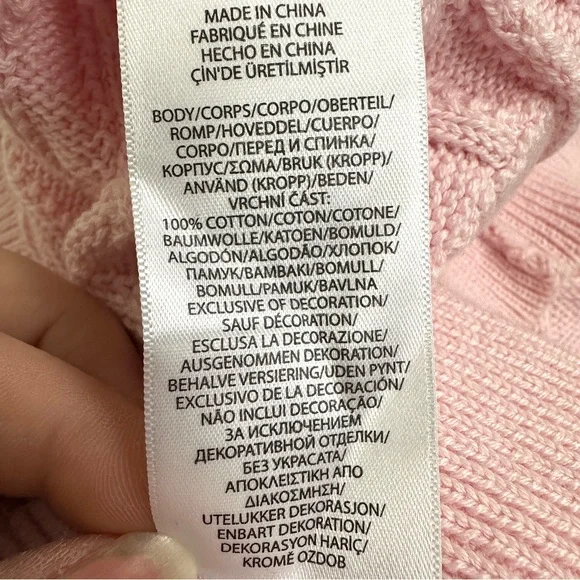 MADE IN CHINA
FABRIQUÉ EN CHINE
HECHO EN CHINA
ÇİN'DE ÜRETİLMİŞTİR
BODY/CORPS/CORPO/OBERTEIL/
ROMP/HOVEDDEL/CUERPO/
CORPO/ПЕРЕД И СПИНКА/
КОРПУС/ΣΩΜΑ/BRUK (KROPP)/
ANVÄND (KROPP)/BEDEN/
VRCHNÍ ČÁST:
100% COTTON/COTON/COTONE/
BAUMWOLLE/KATOEN/BOMULD/
ALGODÓN/ALGODÃO/ХЛОПОК/
ПАМУК/ΒΑΜΒΑΚΙ/BOMULL/
BOMULL/PAMUK/BAVLNA
EXCLUSIVE OF DECORATION/
SAUF DÉCORATION/
ESCLUSA LA DECORAZIONE/
AUSGENOMMEN DEKORATION/
BEHALVE VERSIERING/UDEN PYNT/
EXCLUSIVO DE LA DECORACIÓN/
NÃO INCLUI DECORAÇÃO/
ЗА ИСКЛЮЧЕНИЕМ
ДЕКОРАТИВНОЙ ОТДЕЛКИ/
БЕЗ УКРАСАТА/
ΑΠΟΚΛΕΙΣΤΙΚΗ ΑΠΟ
ΔΙΑΚΟΣΜΗΣΗ/
UTELUKKER DEKORASJON/
ENBART DEKORATION/
DEKORASYON HARİÇ/
KROMĚ OZDOB